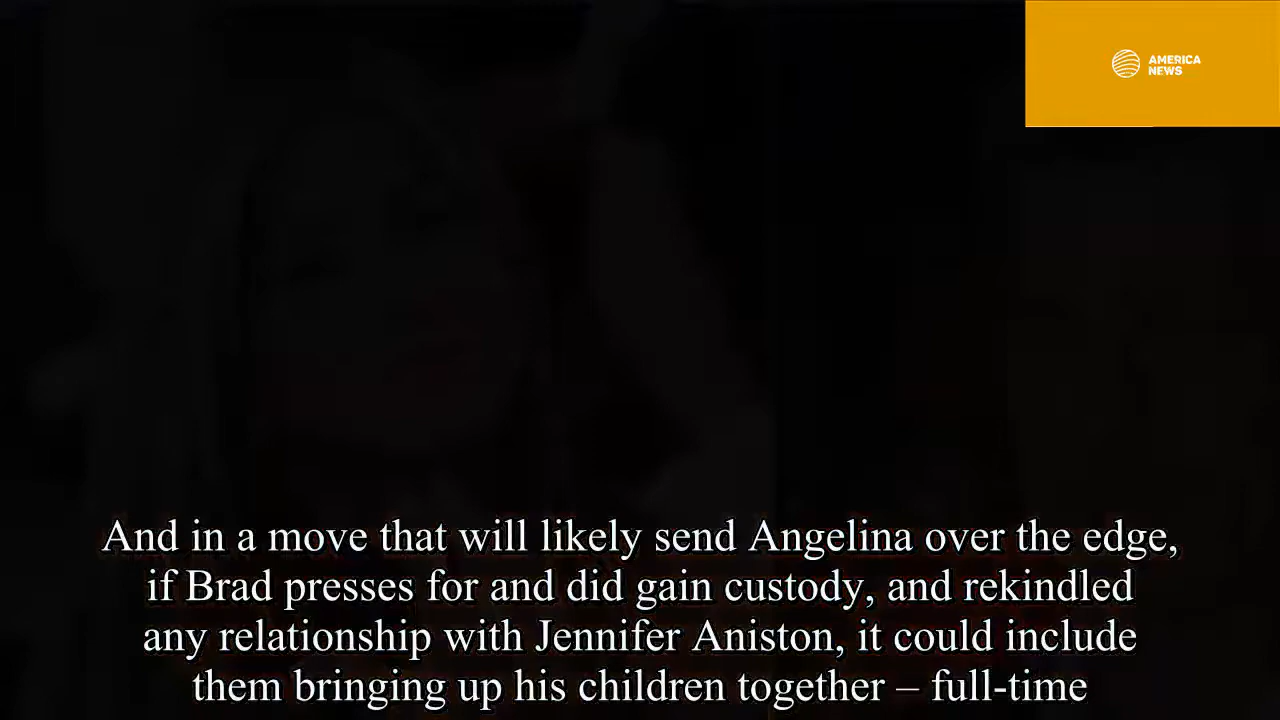 AMERICA
NEWS
And in a move that will likely send Angelina over the edge,
if Brad presses for and did gain custody, and rekindled
any relationship with Jennifer Aniston, it could include
them bringing up his children together – full-time